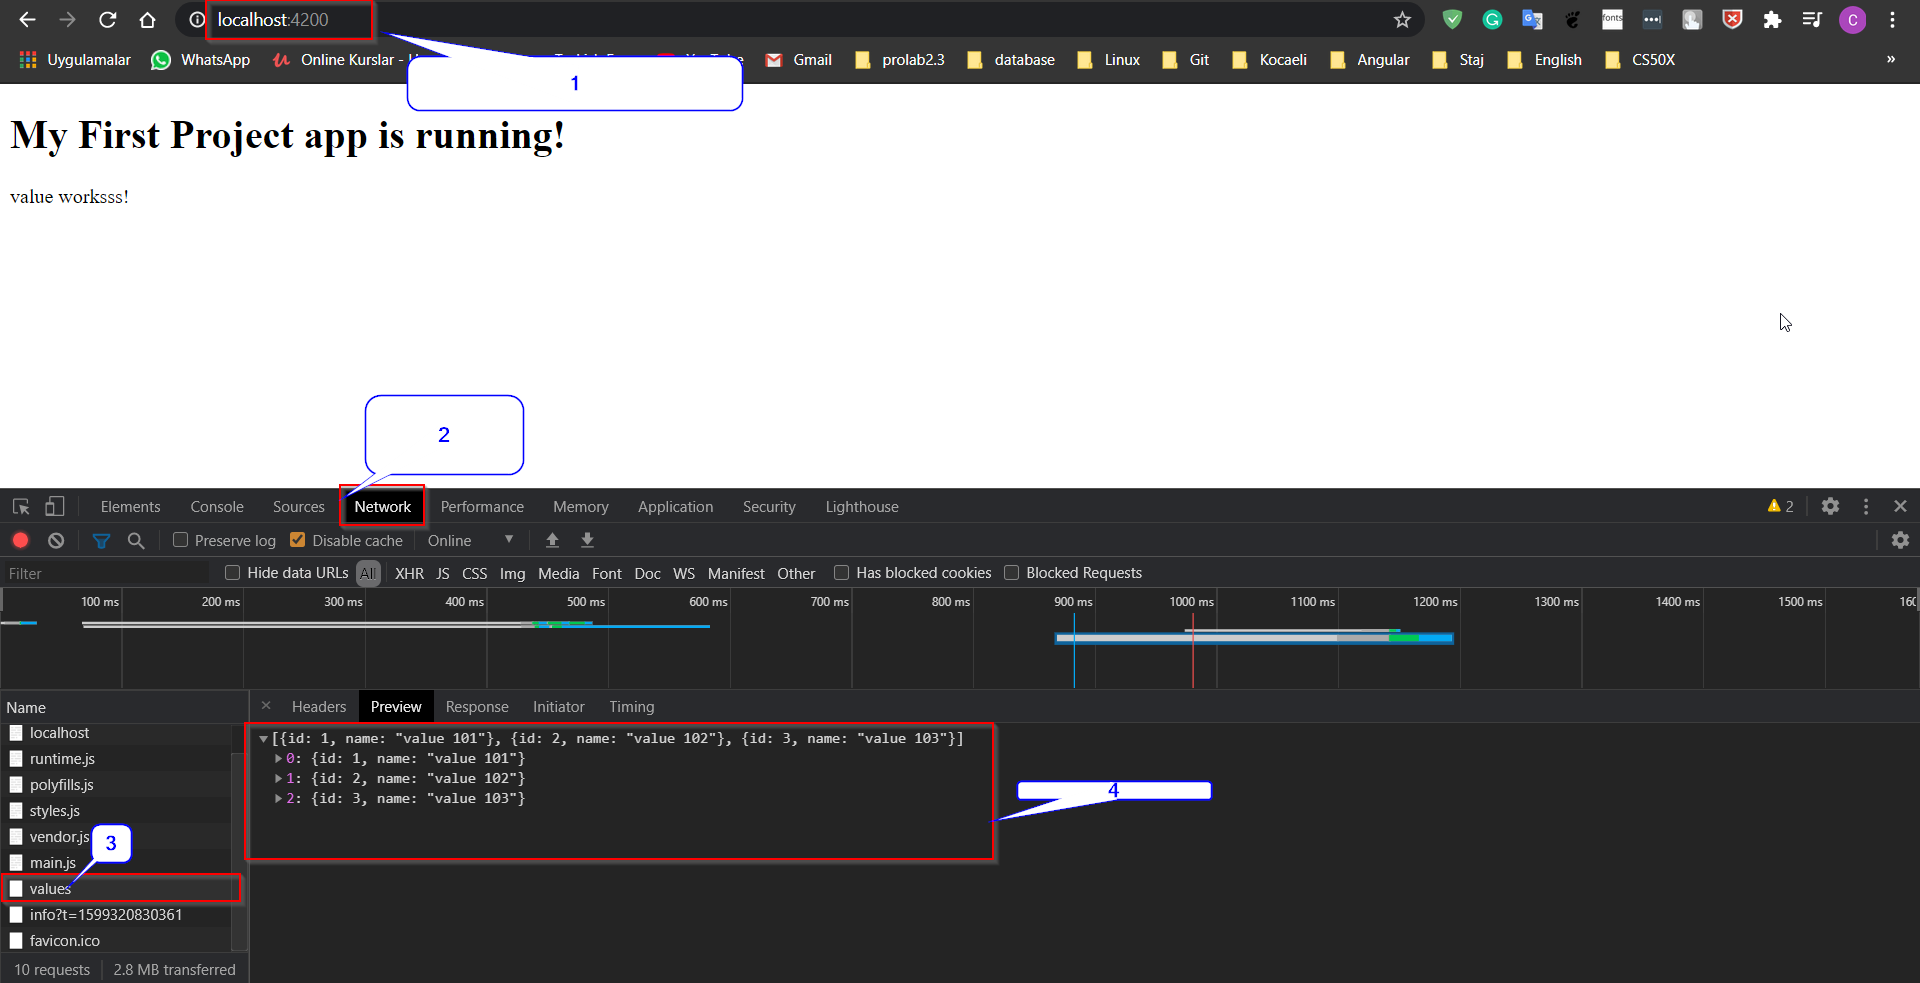 localhost:4200
fonts
C
Uygulamalar WhatsApp Online Kurslar - Gmail prolab2.3 database Linux Git Kocaeli Angular Staj English CS50X »
1
My First Project app is running!
value worksss!
2
Elements Console Sources Network Performance Memory Application Security Lighthouse 2
Preserve log Disable cache Online
Filter Hide data URLs All XHR JS CSS Img Media Font Doc WS Manifest Other Has blocked cookies Blocked Requests
100 ms 200 ms 300 ms 400 ms 500 ms 600 ms 700 ms 800 ms 900 ms 1000 ms 1100 ms 1200 ms 1300 ms 1400 ms 1500 ms
Name
localhost
runtime.js
polyfills.js
styles.js
vendor.js
3
main.js
values
info?t=1599320830361
favicon.ico
10 requests 2.8 MB transferred
× Headers Preview Response Initiator Timing
[{id: 1, name: "value 101"}, {id: 2, name: "value 102"}, {id: 3, name: "value 103"}]
0: {id: 1, name: "value 101"}
1: {id: 2, name: "value 102"}
2: {id: 3, name: "value 103"}
4